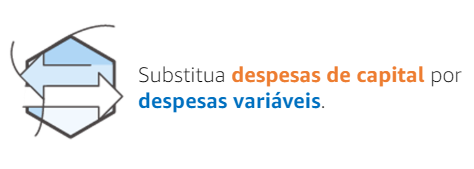 Substitua despesas de capital por
despesas variáveis.